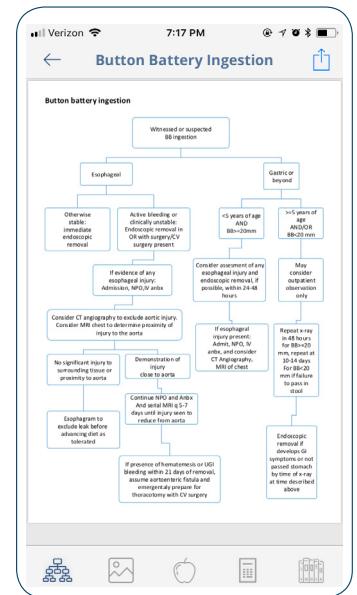 Verizon 7:17 PM
Button Battery Ingestion
Button battery ingestion
Witnessed or suspected
BB ingestion
Esophageal
Otherwise
stable:
immediate
endoscopic
removal
Active bleeding or
clinically unstable:
Endoscopic removal in
OR with surgery/CV
surgery present
If evidence of any
esophageal injury:
Admission, NPO,IV anbx
Consider CT angiography to exclude aortic injury.
Consider MRI chest to determine proximity of
injury to the aorta
No significant injury to
surrounding tissue or
proximity to aorta
Esophagram to
exclude leak before
advancing diet as
tolerated
Demonstration of
injury
close to aorta
Continue NPO and Anbx
And serial MRI q 5-7
days until injury seen to
reduce from aorta
If presence of hematemesis or UGI
bleeding within 21 days of removal,
assume aortoenteric fistula and
emergently prepare for
thoracotomy with CV surgery
Gastric or
beyond
<5 years of age
AND
BB>=20mm
Consider assesment of any
esophageal injury and
endoscopic removal, if
possible, within 24-48
hours
If esophageal
injury present:
Admit, NPO, IV
anbx, and consider
CT Angiography,
MRI of chest
>=5 years of
age
AND/OR
BB<20 mm
May
consider
outpatient
observation
only
Repeat x-ray
in 48 hours
for BB>=20
mm, repeat at
10-14 days
For BB<20
mm if failure
to pass in
stool
Endoscopic
removal if
develops GI
symptoms or not
passed stomach
by time of x-ray
at time described
above